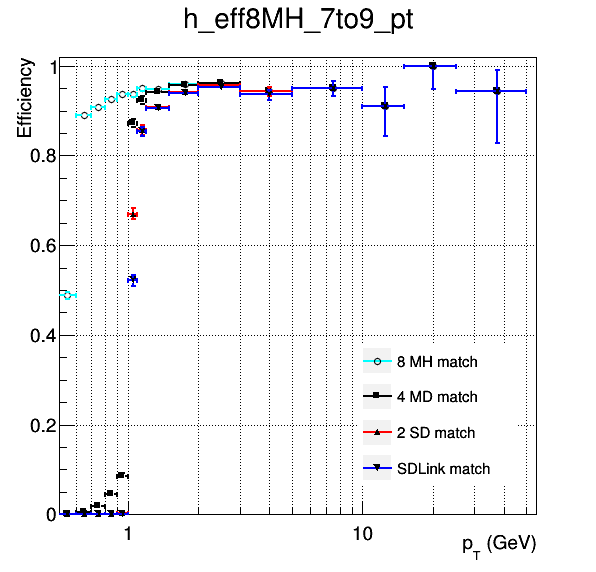 h_eff8MH_7to9_pt
Efficiency
1
0.8
0.6
0.4
0.2
0
8 MH match
4 MD match
2 SD match
SDLink match
1
10
p_T (GeV)